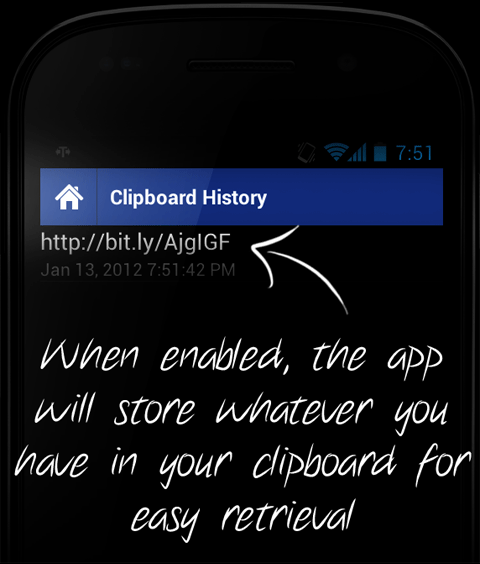 7:51
Clipboard History
http://bit.ly/AjgIGF
Jan 13, 2012 7:51:42 PM
When enabled, the app
will store whatever you
have in your clipboard for
easy retrieval